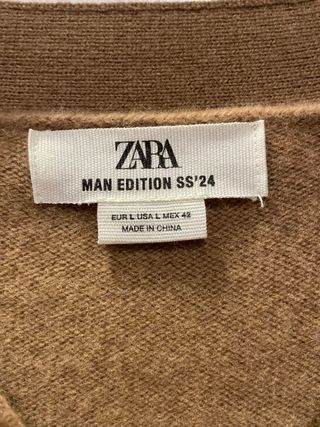 ZARA
MAN EDITION SS'24
EUR L USA L MEX 42
MADE IN CHINA